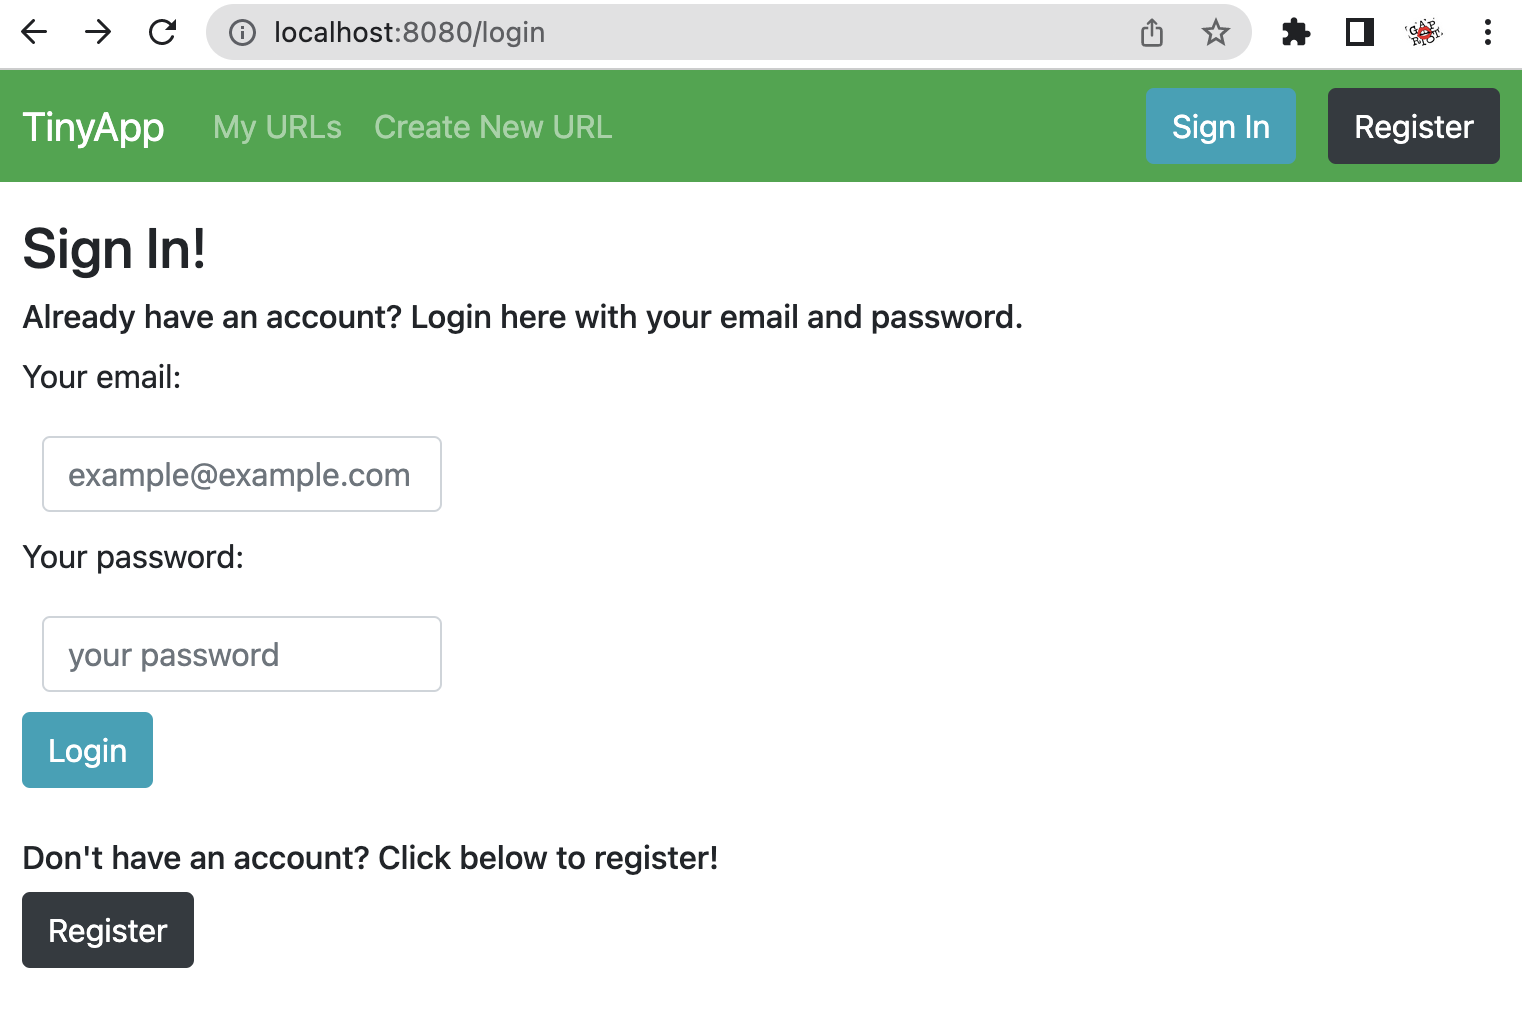 localhost:8080/login
TinyApp My URLs Create New URL Sign In Register
Sign In!
Already have an account? Login here with your email and password.
Your email:
example@example.com
Your password:
your password
Login
Don't have an account? Click below to register!
Register